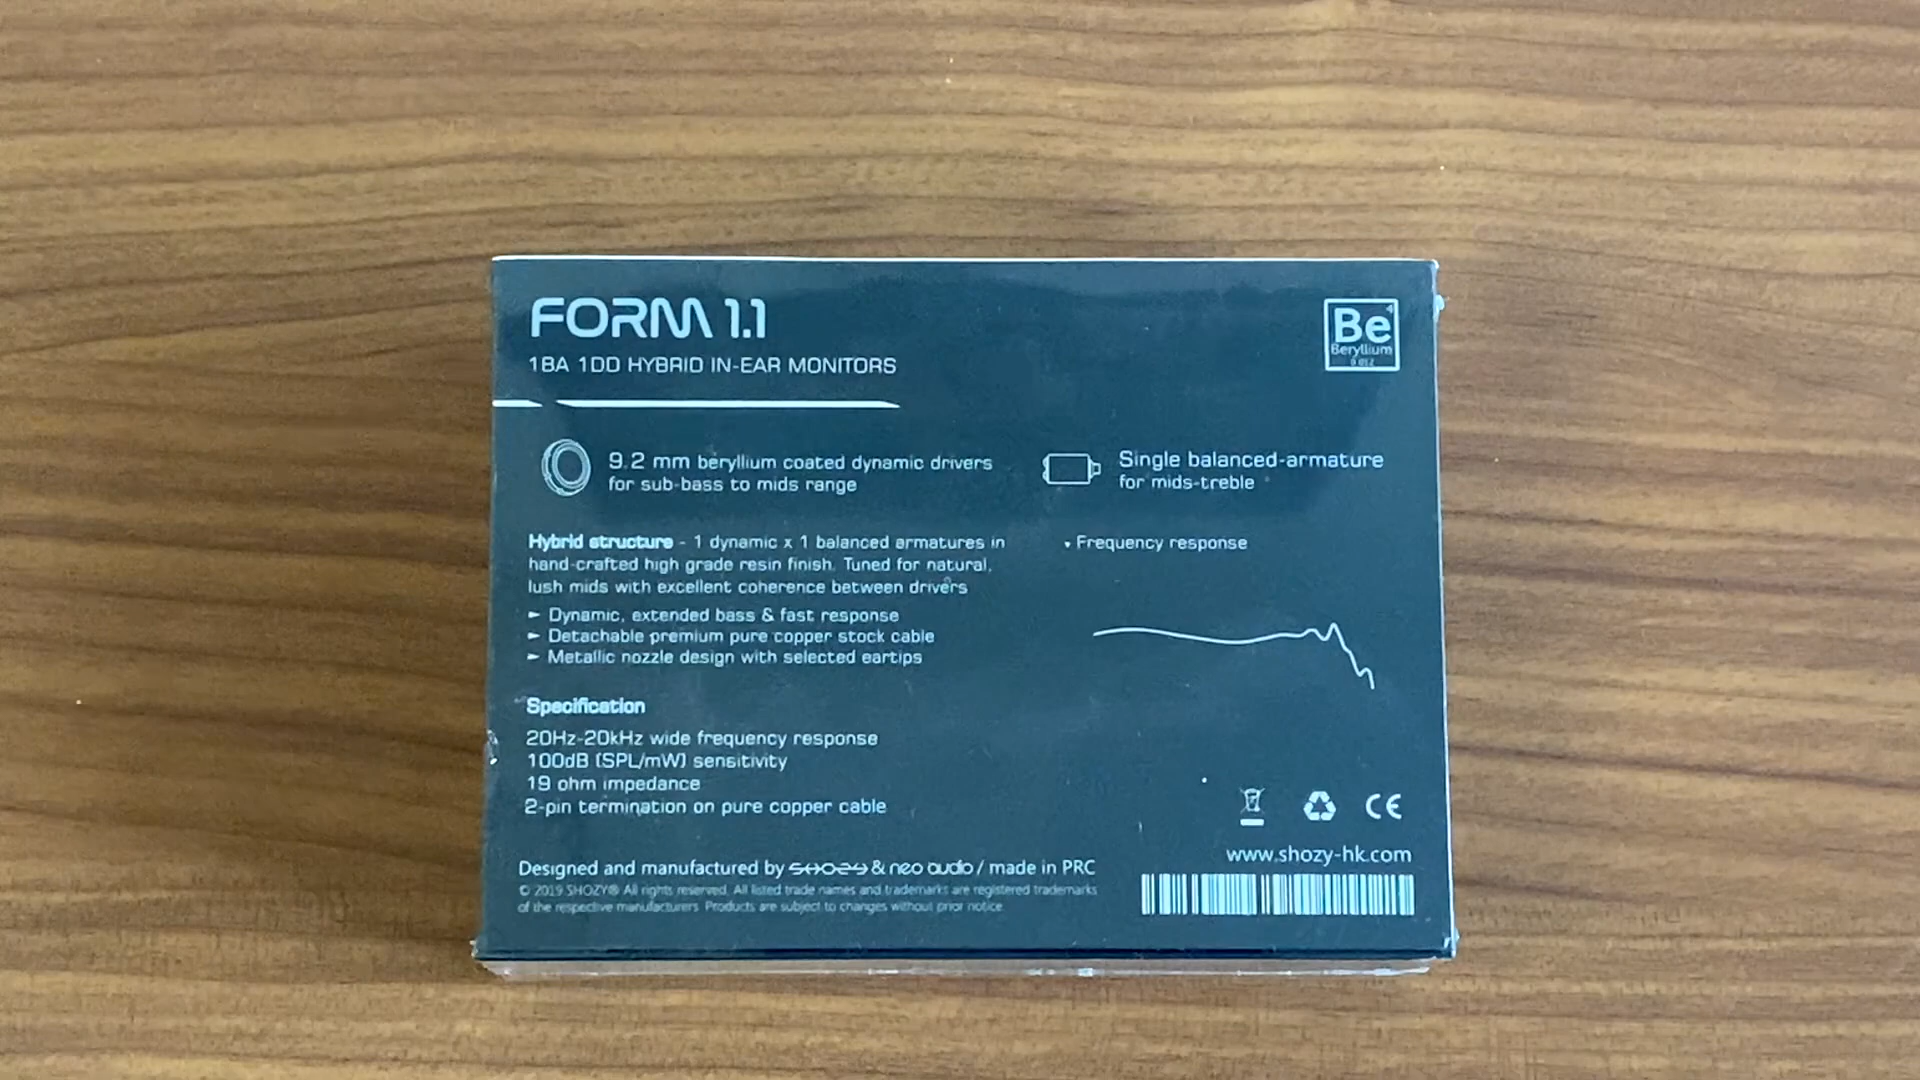 FORM 1.1
1BA 1DD HYBRID IN-EAR MONITORS
4
Be
Beryllium
9.012
9.2 mm beryllium coated dynamic drivers
for sub-bass to mids range
Single balanced-armature
for mids-treble
Hybrid structure - 1 dynamic x 1 balanced armatures in
hand-crafted high grade resin finish. Tuned for natural,
lush mids with excellent coherence between drivers
► Dynamic, extended bass & fast response
► Detachable premium pure copper stock cable
► Metallic nozzle design with selected eartips
▾ Frequency response
Specification
20Hz-20kHz wide frequency response
100dB (SPL/mW) sensitivity
19 ohm impedance
2-pin termination on pure copper cable
CE
www.shozy-hk.com
Designed and manufactured by SHOZY & neo audio / made in PRC
© 2019 SHOZY® All rights reserved. All listed trade names and trademarks are registered trademarks
of the respective manufacturers. Products are subject to changes without prior notice.